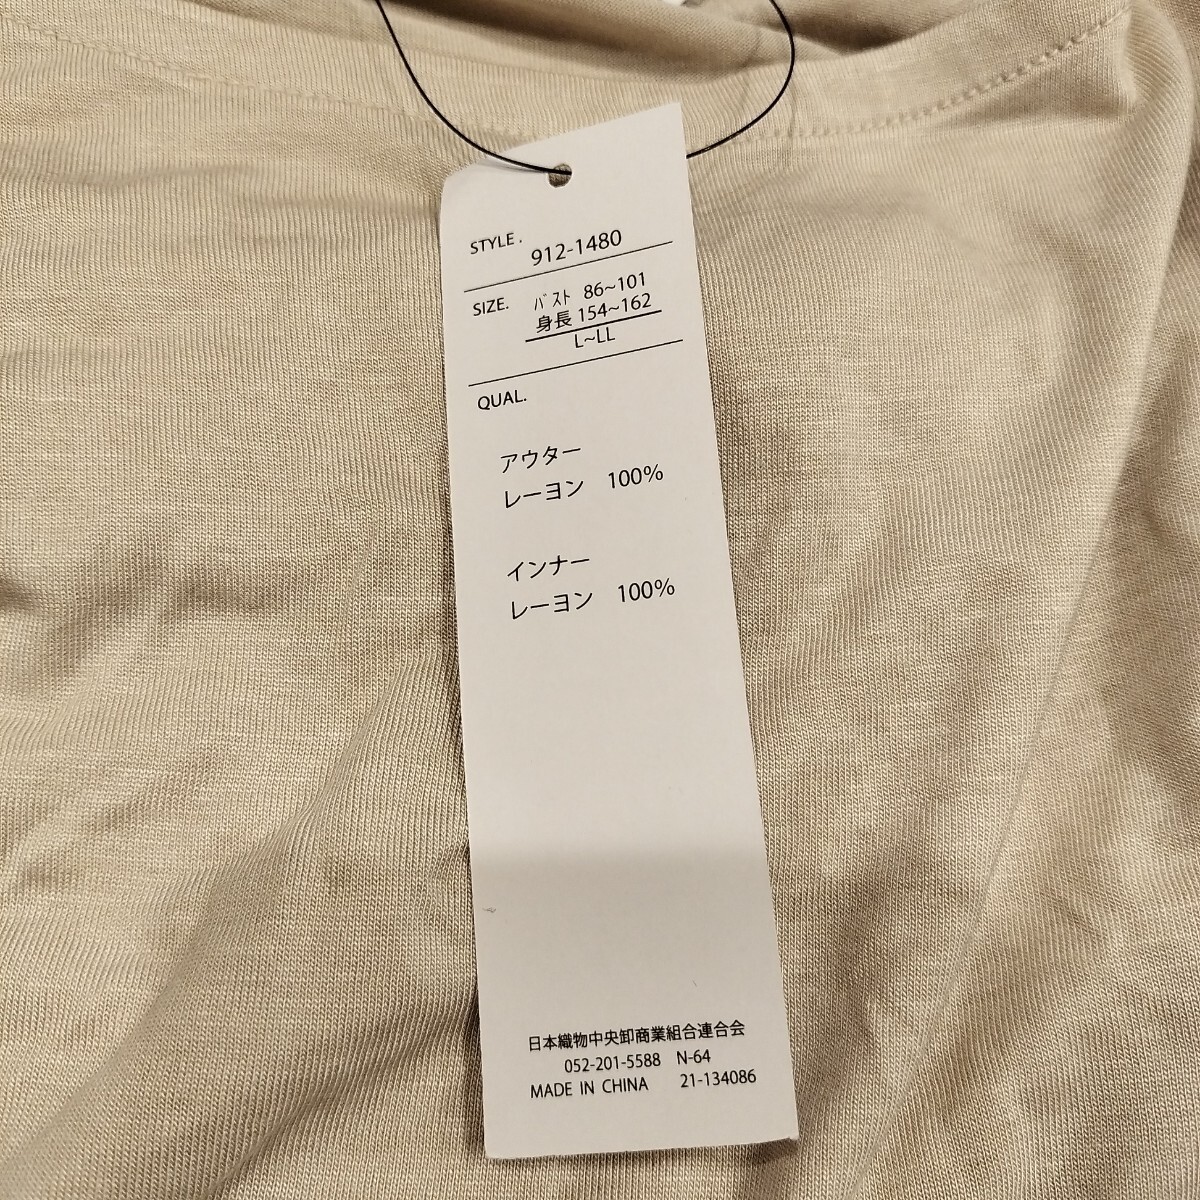 STYLE. 912-1480
SIZE. バスト 86~101
身長 154~162
L~LL
QUAL.
アウター
レーヨン 100%
インナー
レーヨン 100%
日本織物中央卸商業組合連合会
052-201-5588 N-64
MADE IN CHINA 21-134086